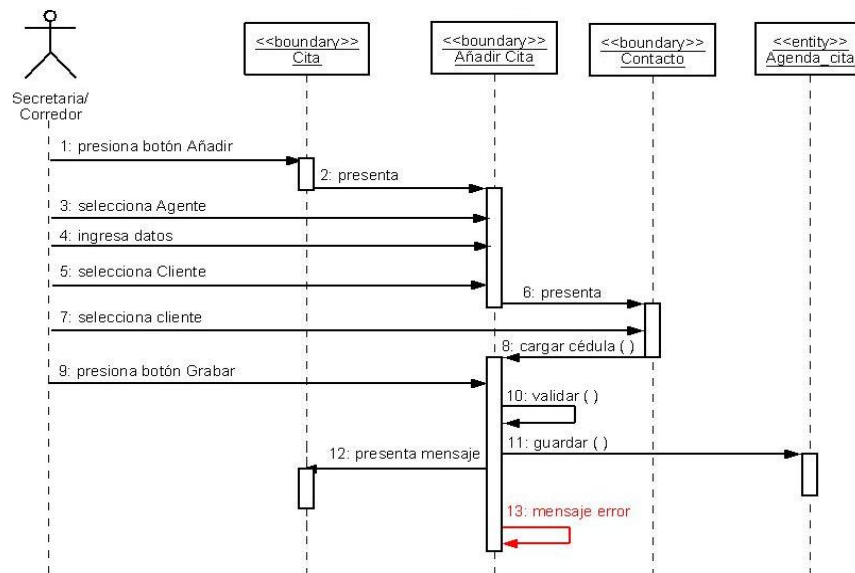 <<boundary>>
Cita
<<boundary>>
Añadir Cita
<<boundary>>
Contacto
<<entity>>
Agenda_cita
Secretaria/
Corredor
1: presiona botón Añadir
2: presenta
3: selecciona Agente
4: ingresa datos
5: selecciona Cliente
6: presenta
7: selecciona cliente
8: cargar cédula ( )
9: presiona botón Grabar
10: validar ( )
11: guardar ( )
12: presenta mensaje
13: mensaje error